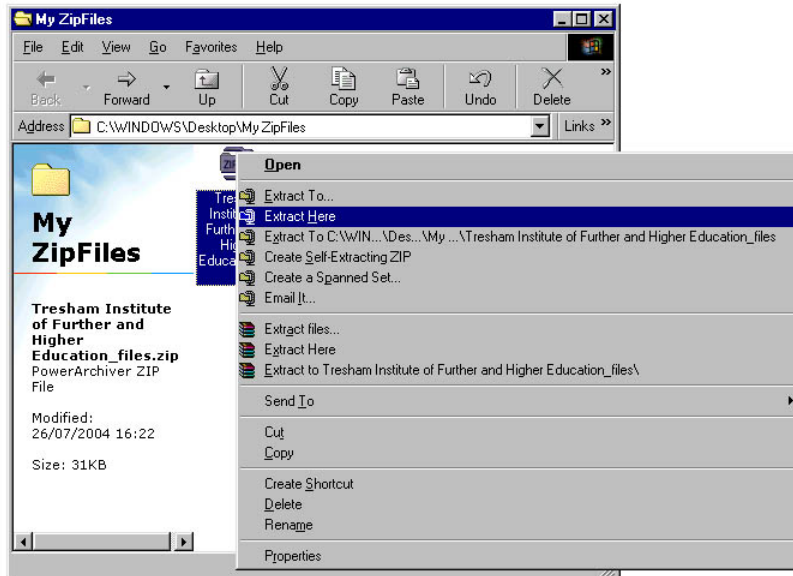 My ZipFiles
File Edit View Go Favorites Help
Back Forward Up Cut Copy Paste Undo Delete »
Address C:\WINDOWS\Desktop\My ZipFiles Links »
My
ZipFiles
Tresham Institute
of Further and
Higher
Education_files.zip
PowerArchiver ZIP
File
Modified:
26/07/2004 16:22
Size: 31KB
Open
Extract To...
Extract Here
Extract To C:\WIN...\Des...\My ...\Tresham Institute of Further and Higher Education_files
Create Self-Extracting ZIP
Create a Spanned Set...
Email It...
Extract files...
Extract Here
Extract to Tresham Institute of Further and Higher Education_files\
Send To
Cut
Copy
Create Shortcut
Delete
Rename
Properties